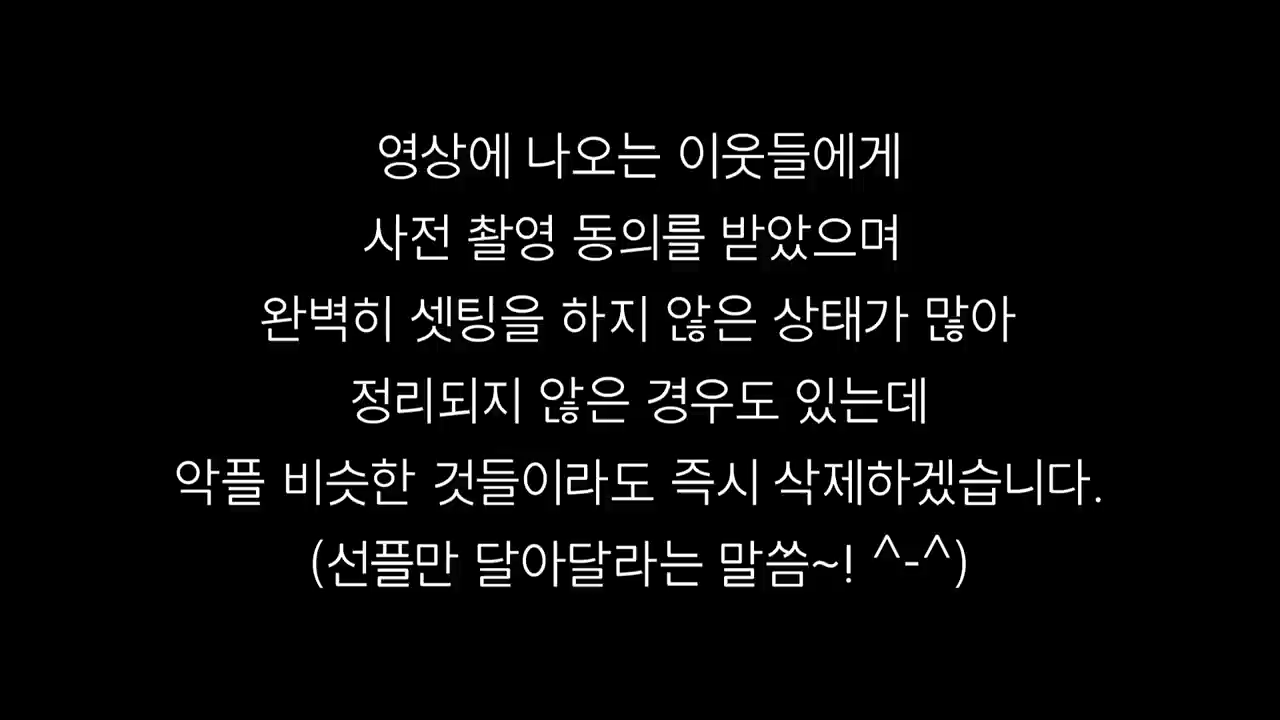 영상에 나오는 이웃들에게
사전 촬영 동의를 받았으며
완벽히 셋팅을 하지 않은 상태가 많아
정리되지 않은 경우도 있는데
악플 비슷한 것들이라도 즉시 삭제하겠습니다.
(선플만 달아달라는 말씀~! ^-^)